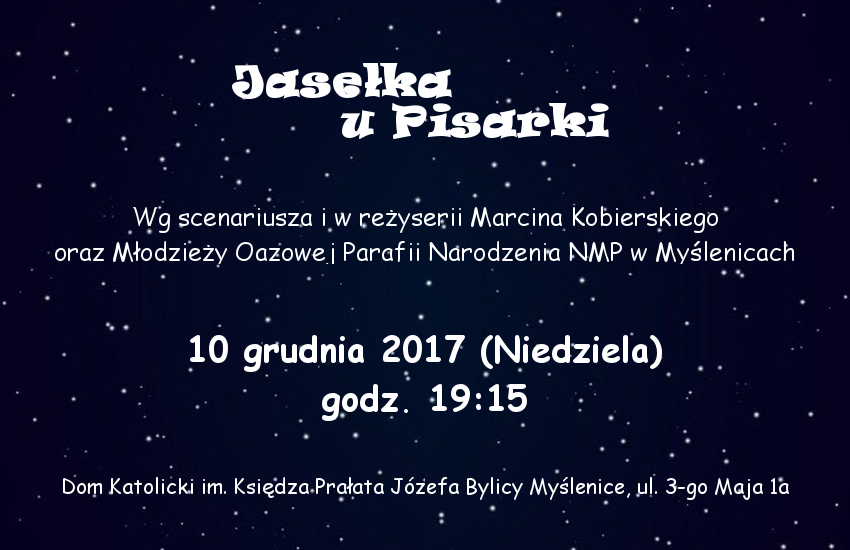 Jasełka
u Pisarki
Wg scenariusza i w reżyserii Marcina Kobierskiego
oraz Młodzieży Oazowej Parafii Narodzenia NMP w Myślenicach
10 grudnia 2017 (Niedziela)
godz. 19:15
Dom Katolicki im. Księdza Prałata Józefa Bylicy Myślenice, ul. 3-go Maja 1a